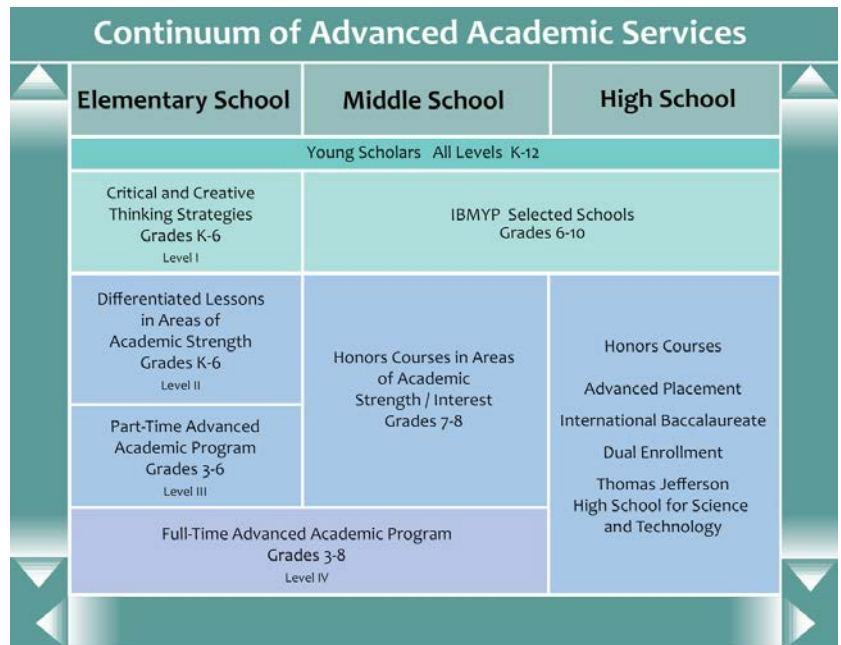 Continuum of Advanced Academic Services
Elementary School
Middle School
High School
Young Scholars All Levels K-12
Critical and Creative
Thinking Strategies
Grades K-6
Level I
IBMYP Selected Schools
Grades 6-10
Differentiated Lessons
in Areas of
Academic Strength
Grades K-6
Level II
Honors Courses in Areas
of Academic
Strength / Interest
Grades 7-8
Honors Courses
Advanced Placement
International Baccalaureate
Dual Enrollment
Thomas Jefferson
High School for Science
and Technology
Part-Time Advanced
Academic Program
Grades 3-6
Level III
Full-Time Advanced Academic Program
Grades 3-8
Level IV